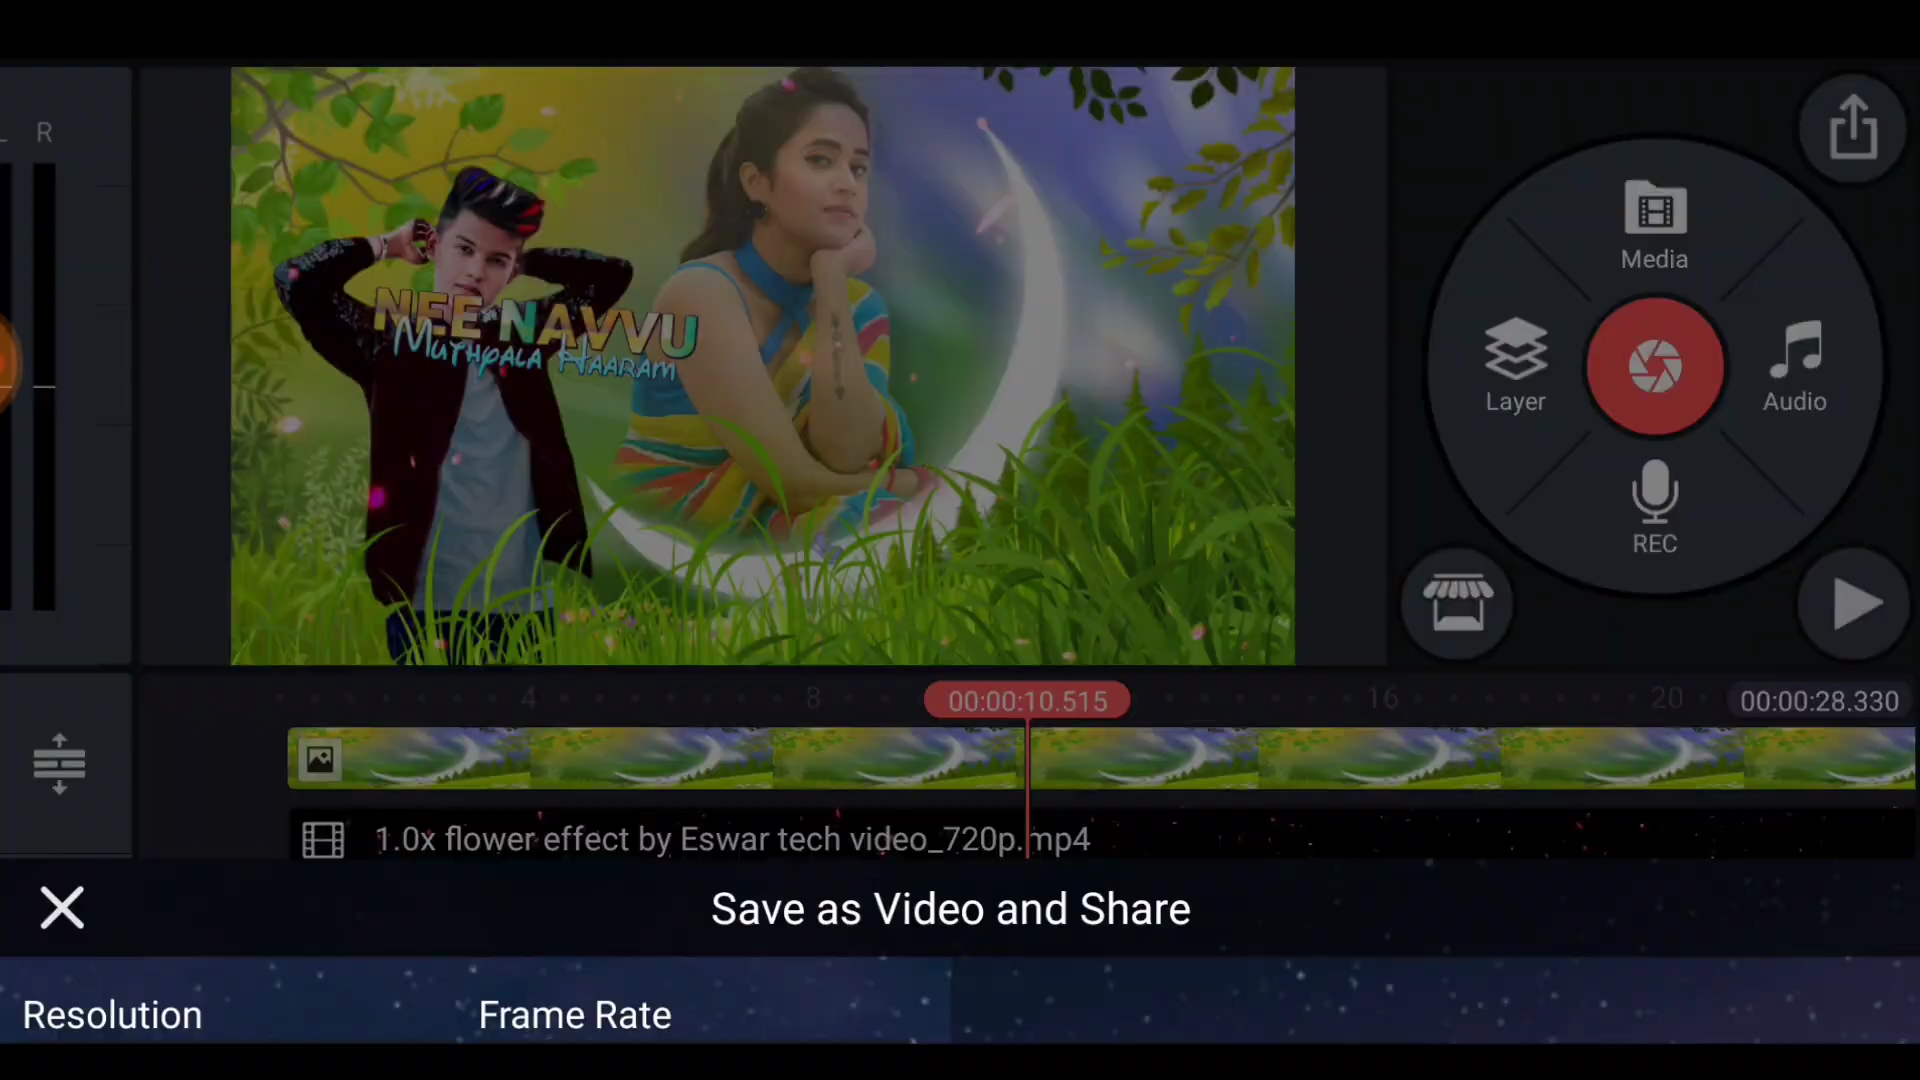 R
Media
NEE NAVVU
Muthyala Haaram
Layer
Audio
REC
4
8
00:00:10.515
16
20
00:00:28.330
1.0x flower effect by Eswar tech video_720p.mp4
Save as Video and Share
Resolution
Frame Rate